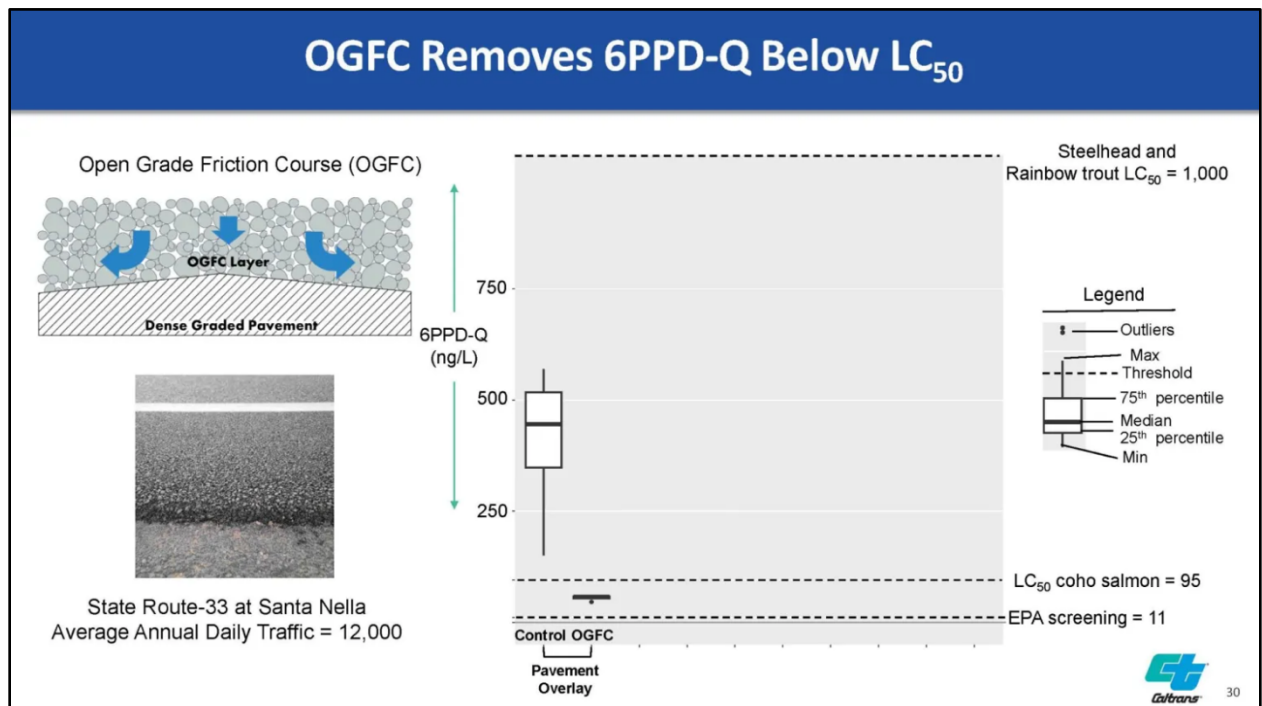 OGFC Removes 6PPD-Q Below LC50
Open Grade Friction Course (OGFC)
OGFC Layer
Dense Graded Pavement
State Route-33 at Santa Nella
Average Annual Daily Traffic = 12,000
6PPD-Q
(ng/L)
750
500
250
Control OGFC
Pavement
Overlay
Steelhead and
Rainbow trout LC50 = 1,000
Legend
Outliers
Max
Threshold
75th percentile
Median
25th percentile
Min
LC50 coho salmon = 95
EPA screening = 11
Caltrans
30